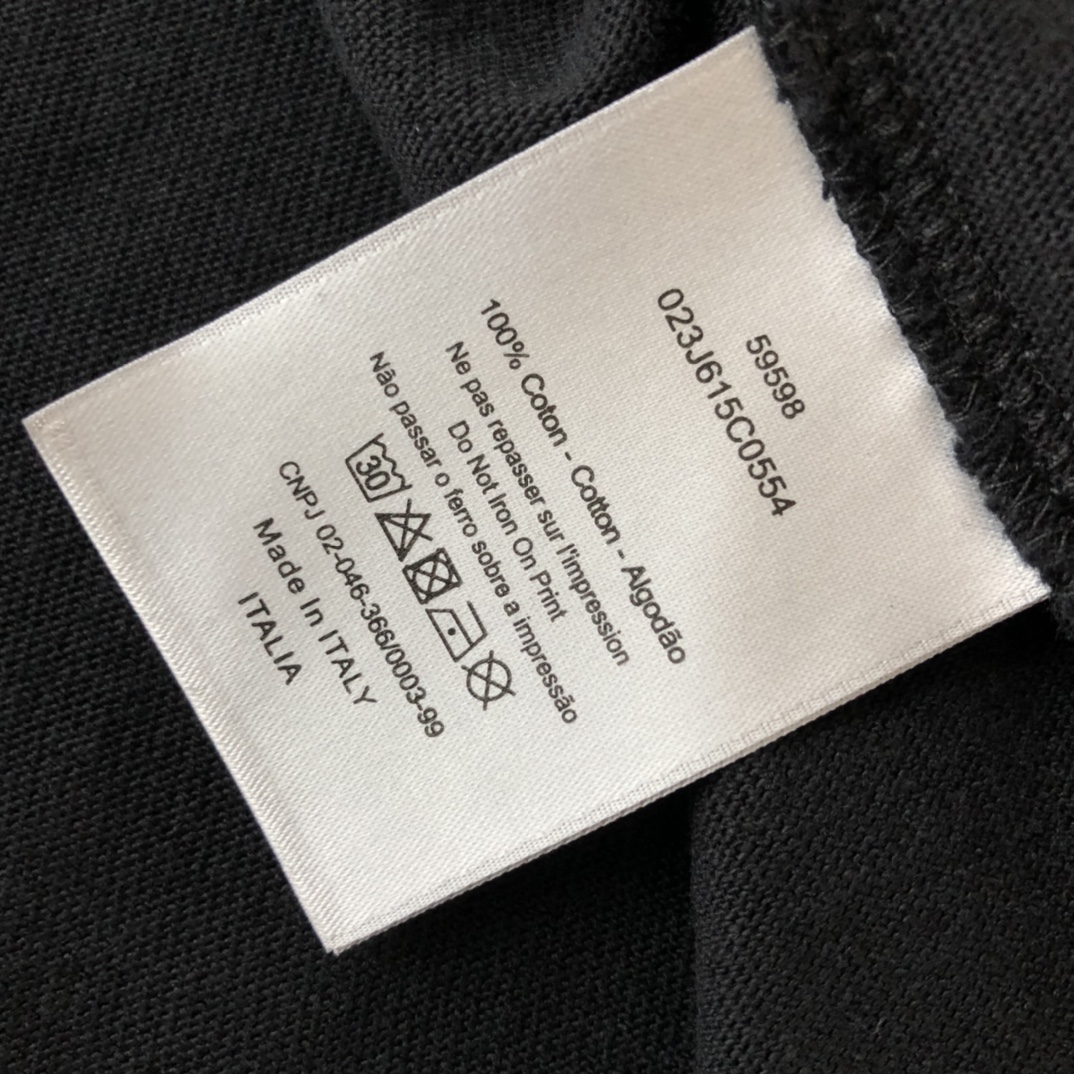 59598
023J615C0554
100% Coton - Cotton - Algodão
Ne pas repasser sur l'impression
Do Not Iron On Print
Não passar o ferro sobre a impressão
30
CNPJ 02-046-366/0003-99
Made In ITALY
ITALIA